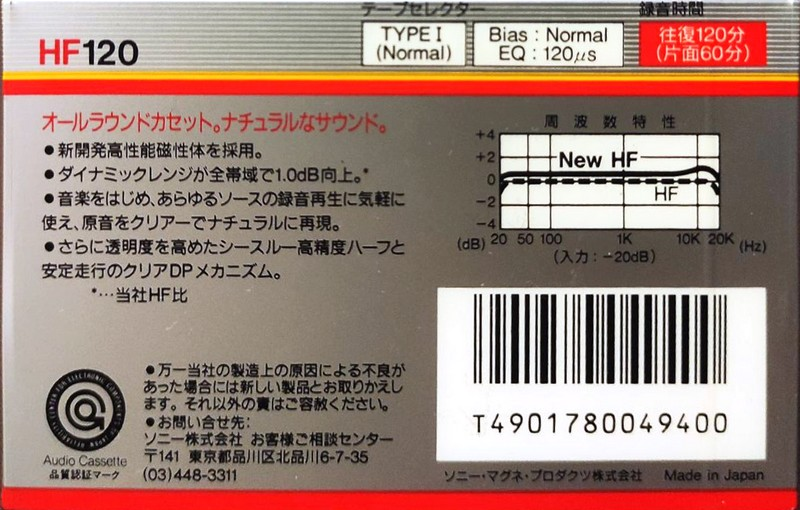 テープセレクター
録音時間
HF120
TYPE I
(Normal)
Bias : Normal
EQ : 120μs
往復120分
(片面60分)
オールラウンドカセット。ナチュラルなサウンド。
●新開発高性能磁性体を採用。
●ダイナミックレンジが全帯域で1.0dB向上。*
●音楽をはじめ、あらゆるソースの録音再生に気軽に
使え、原音をクリアーでナチュラルに再現。
●さらに透明度を高めたシースルー高精度ハーフと
安定走行のクリアDPメカニズム。
*…当社HF比
周波数特性
+4
+2
0
−2
−4
New HF
HF
(dB) 20 50 100 1K 10K 20K (Hz)
(入力：−20dB)
●万一当社の製造上の原因による不良が
あった場合には新しい製品とお取りかえし
ます。それ以外の責はご容赦ください。
●お問い合せ先:
ソニー株式会社 お客様ご相談センター
〒141 東京都品川区北品川6-7-35
(03)448-3311
Audio Cassette
品質認証マーク
T4901780049400
ソニー・マグネ・プロダクツ株式会社 Made in Japan